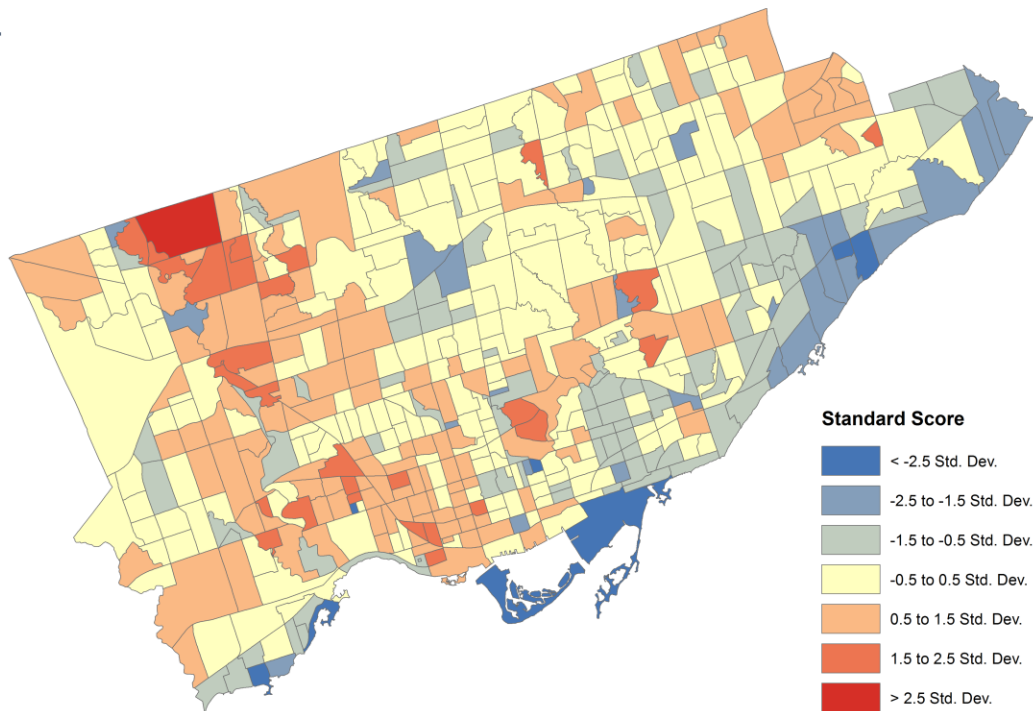 Standard Score
< -2.5 Std. Dev.
-2.5 to -1.5 Std. Dev.
-1.5 to -0.5 Std. Dev.
-0.5 to 0.5 Std. Dev.
0.5 to 1.5 Std. Dev.
1.5 to 2.5 Std. Dev.
> 2.5 Std. Dev.